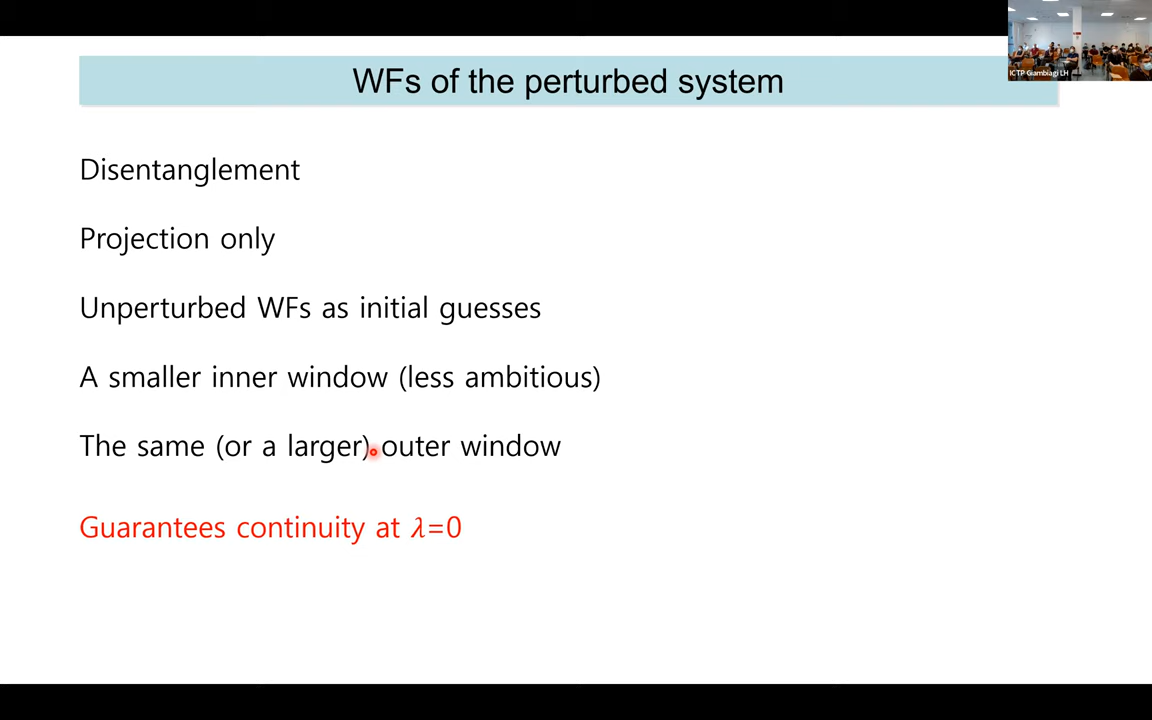 WFs of the perturbed system
ICTP Giambiagi LH
Disentanglement
Projection only
Unperturbed WFs as initial guesses
A smaller inner window (less ambitious)
The same (or a larger) outer window
Guarantees continuity at λ=0